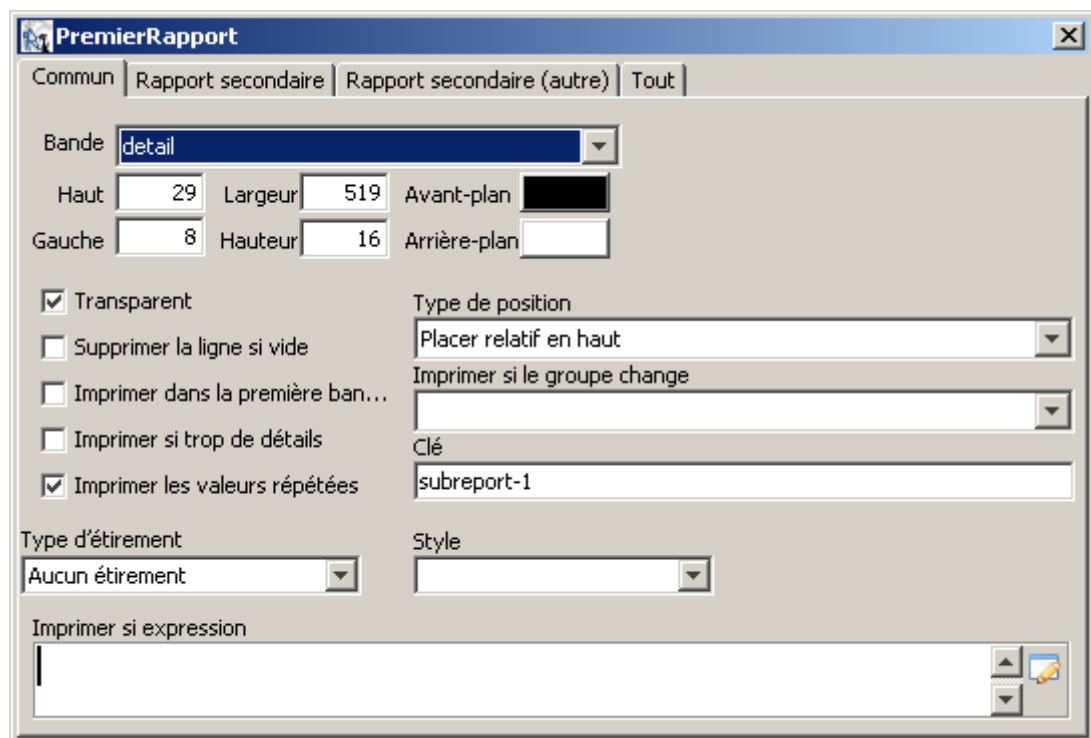 PremierRapport
Commun Rapport secondaire Rapport secondaire (autre) Tout
Bande detail
Haut 29 Largeur 519 Avant-plan
Gauche 8 Hauteur 16 Arrière-plan
Transparent
Supprimer la ligne si vide
Imprimer dans la première ban...
Imprimer si trop de détails
Imprimer les valeurs répétées
Type de position
Placer relatif en haut
Imprimer si le groupe change
Clé
subreport-1
Type d'étirement
Aucun étirement
Style
Imprimer si expression